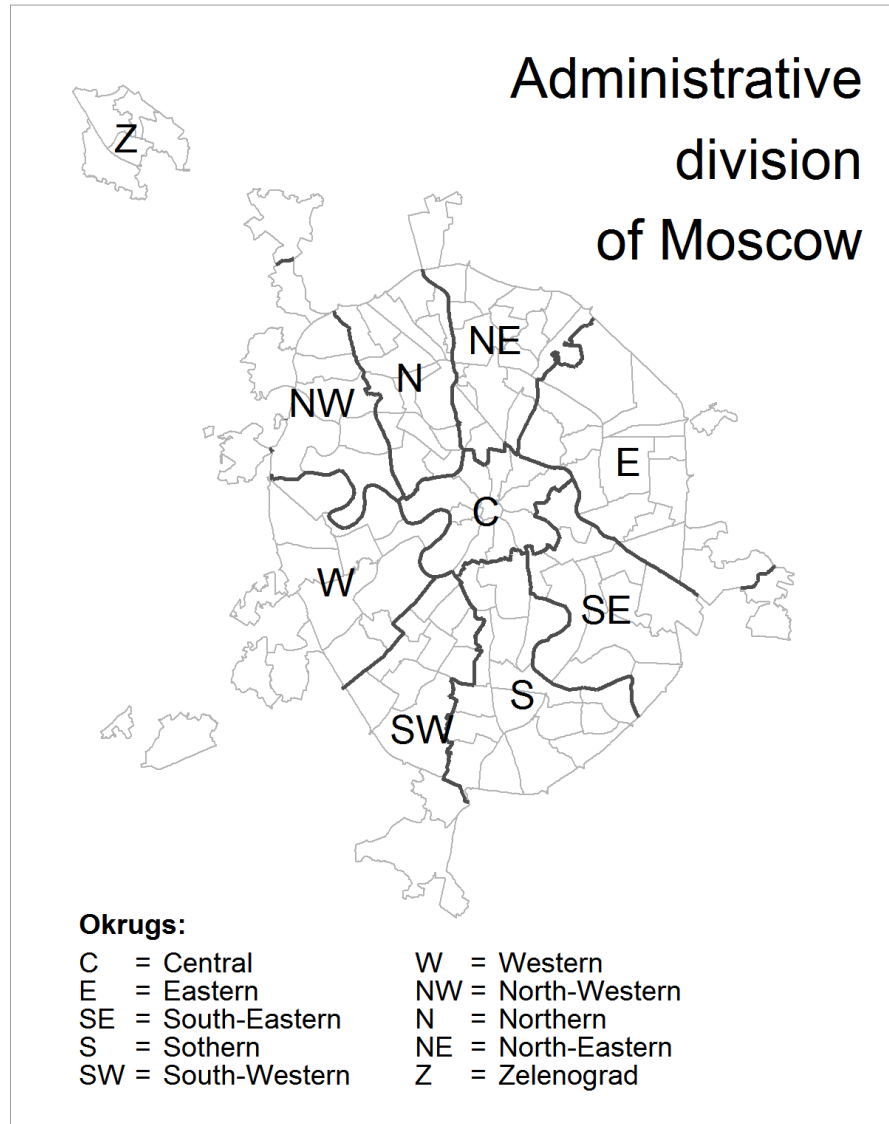 Administrative
division
of Moscow
Z
NE
N
NW
E
C
W
SE
S
SW
Okrugs:
C = Central
E = Eastern
SE = South-Eastern
S = Sothern
SW = South-Western
W = Western
NW = North-Western
N = Northern
NE = North-Eastern
Z = Zelenograd